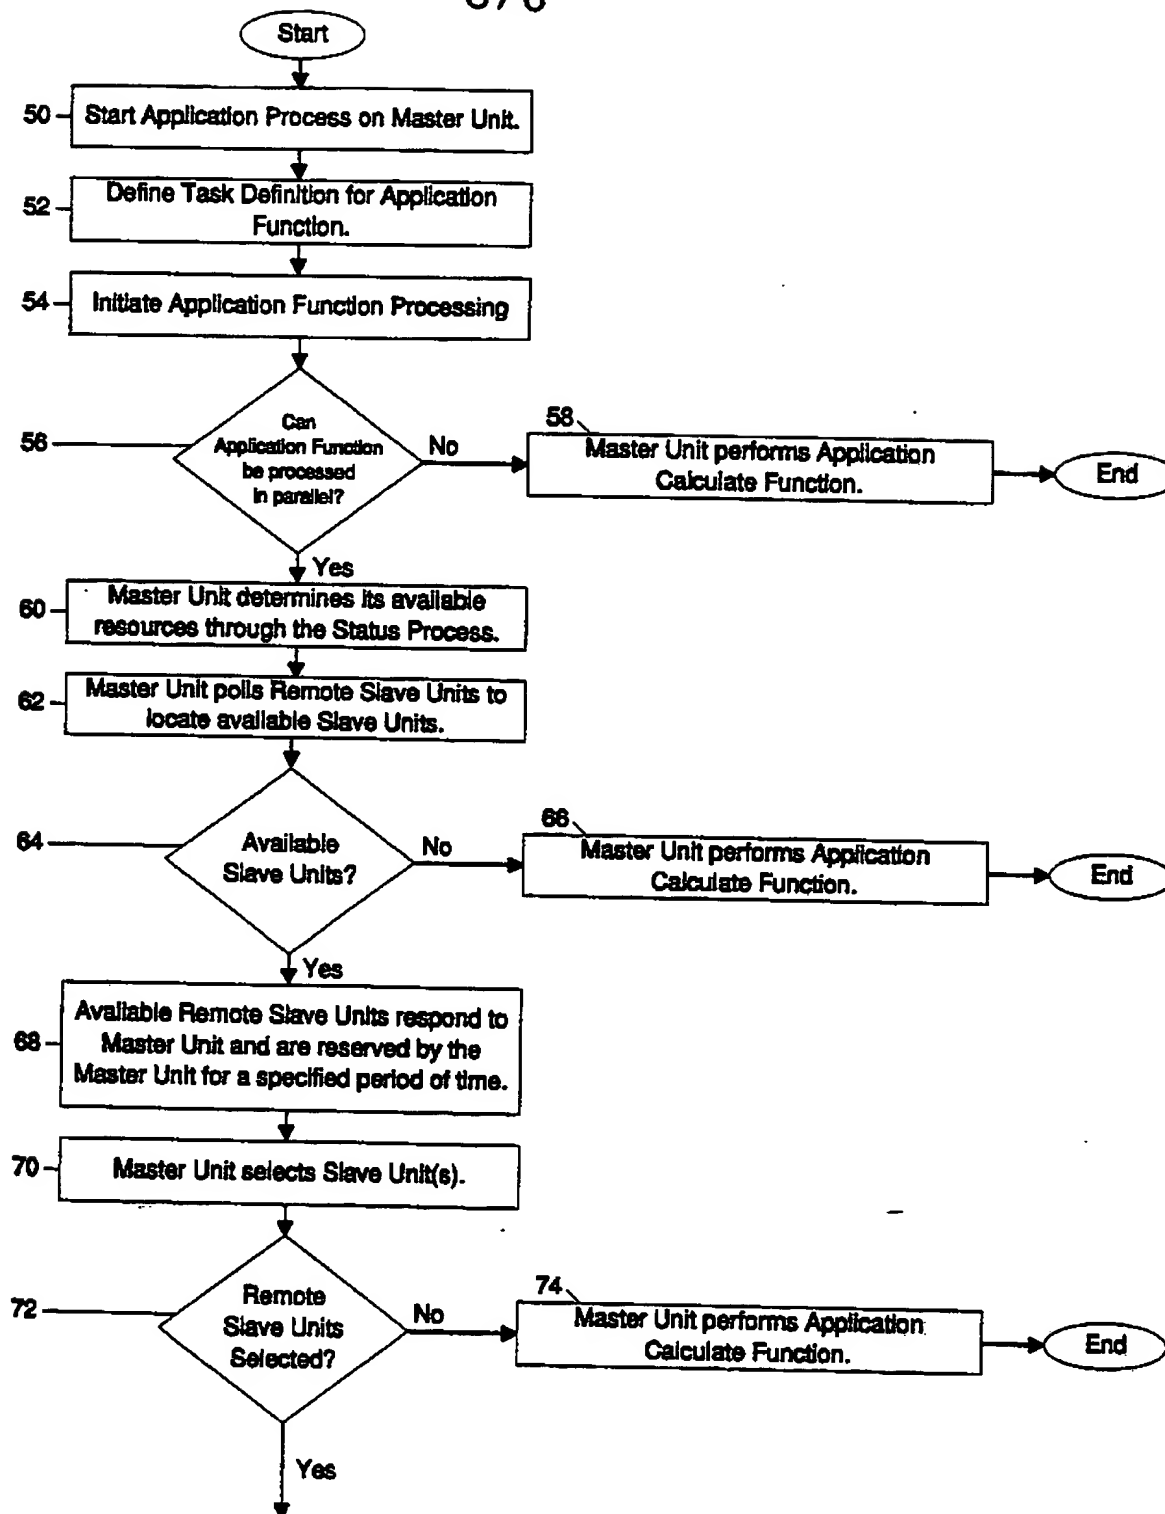 Start
50
Start Application Process on Master Unit.
52
Define Task Definition for Application
Function.
54
Initiate Application Function Processing
56
Can
Application Function
be processed
in parallel?
No
58
Master Unit performs Application
Calculate Function.
End
Yes
60
Master Unit determines its available
resources through the Status Process.
62
Master Unit polls Remote Slave Units to
locate available Slave Units.
64
Available
Slave Units?
No
66
Master Unit performs Application
Calculate Function.
End
Yes
68
Available Remote Slave Units respond to
Master Unit and are reserved by the
Master Unit for a specified period of time.
70
Master Unit selects Slave Unit(s).
72
Remote
Slave Units
Selected?
No
74
Master Unit performs Application
Calculate Function.
End
Yes